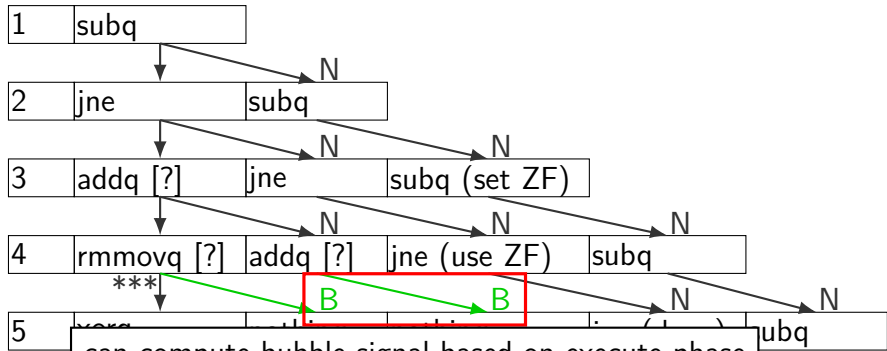 1 subq
N
2 jne subq
N N
3 addq [?] jne subq (set ZF)
N N N
4 rmmovq [?] addq [?] jne (use ZF) subq
*** B B N N
5 subq
can compute bubble signal based on execute phase